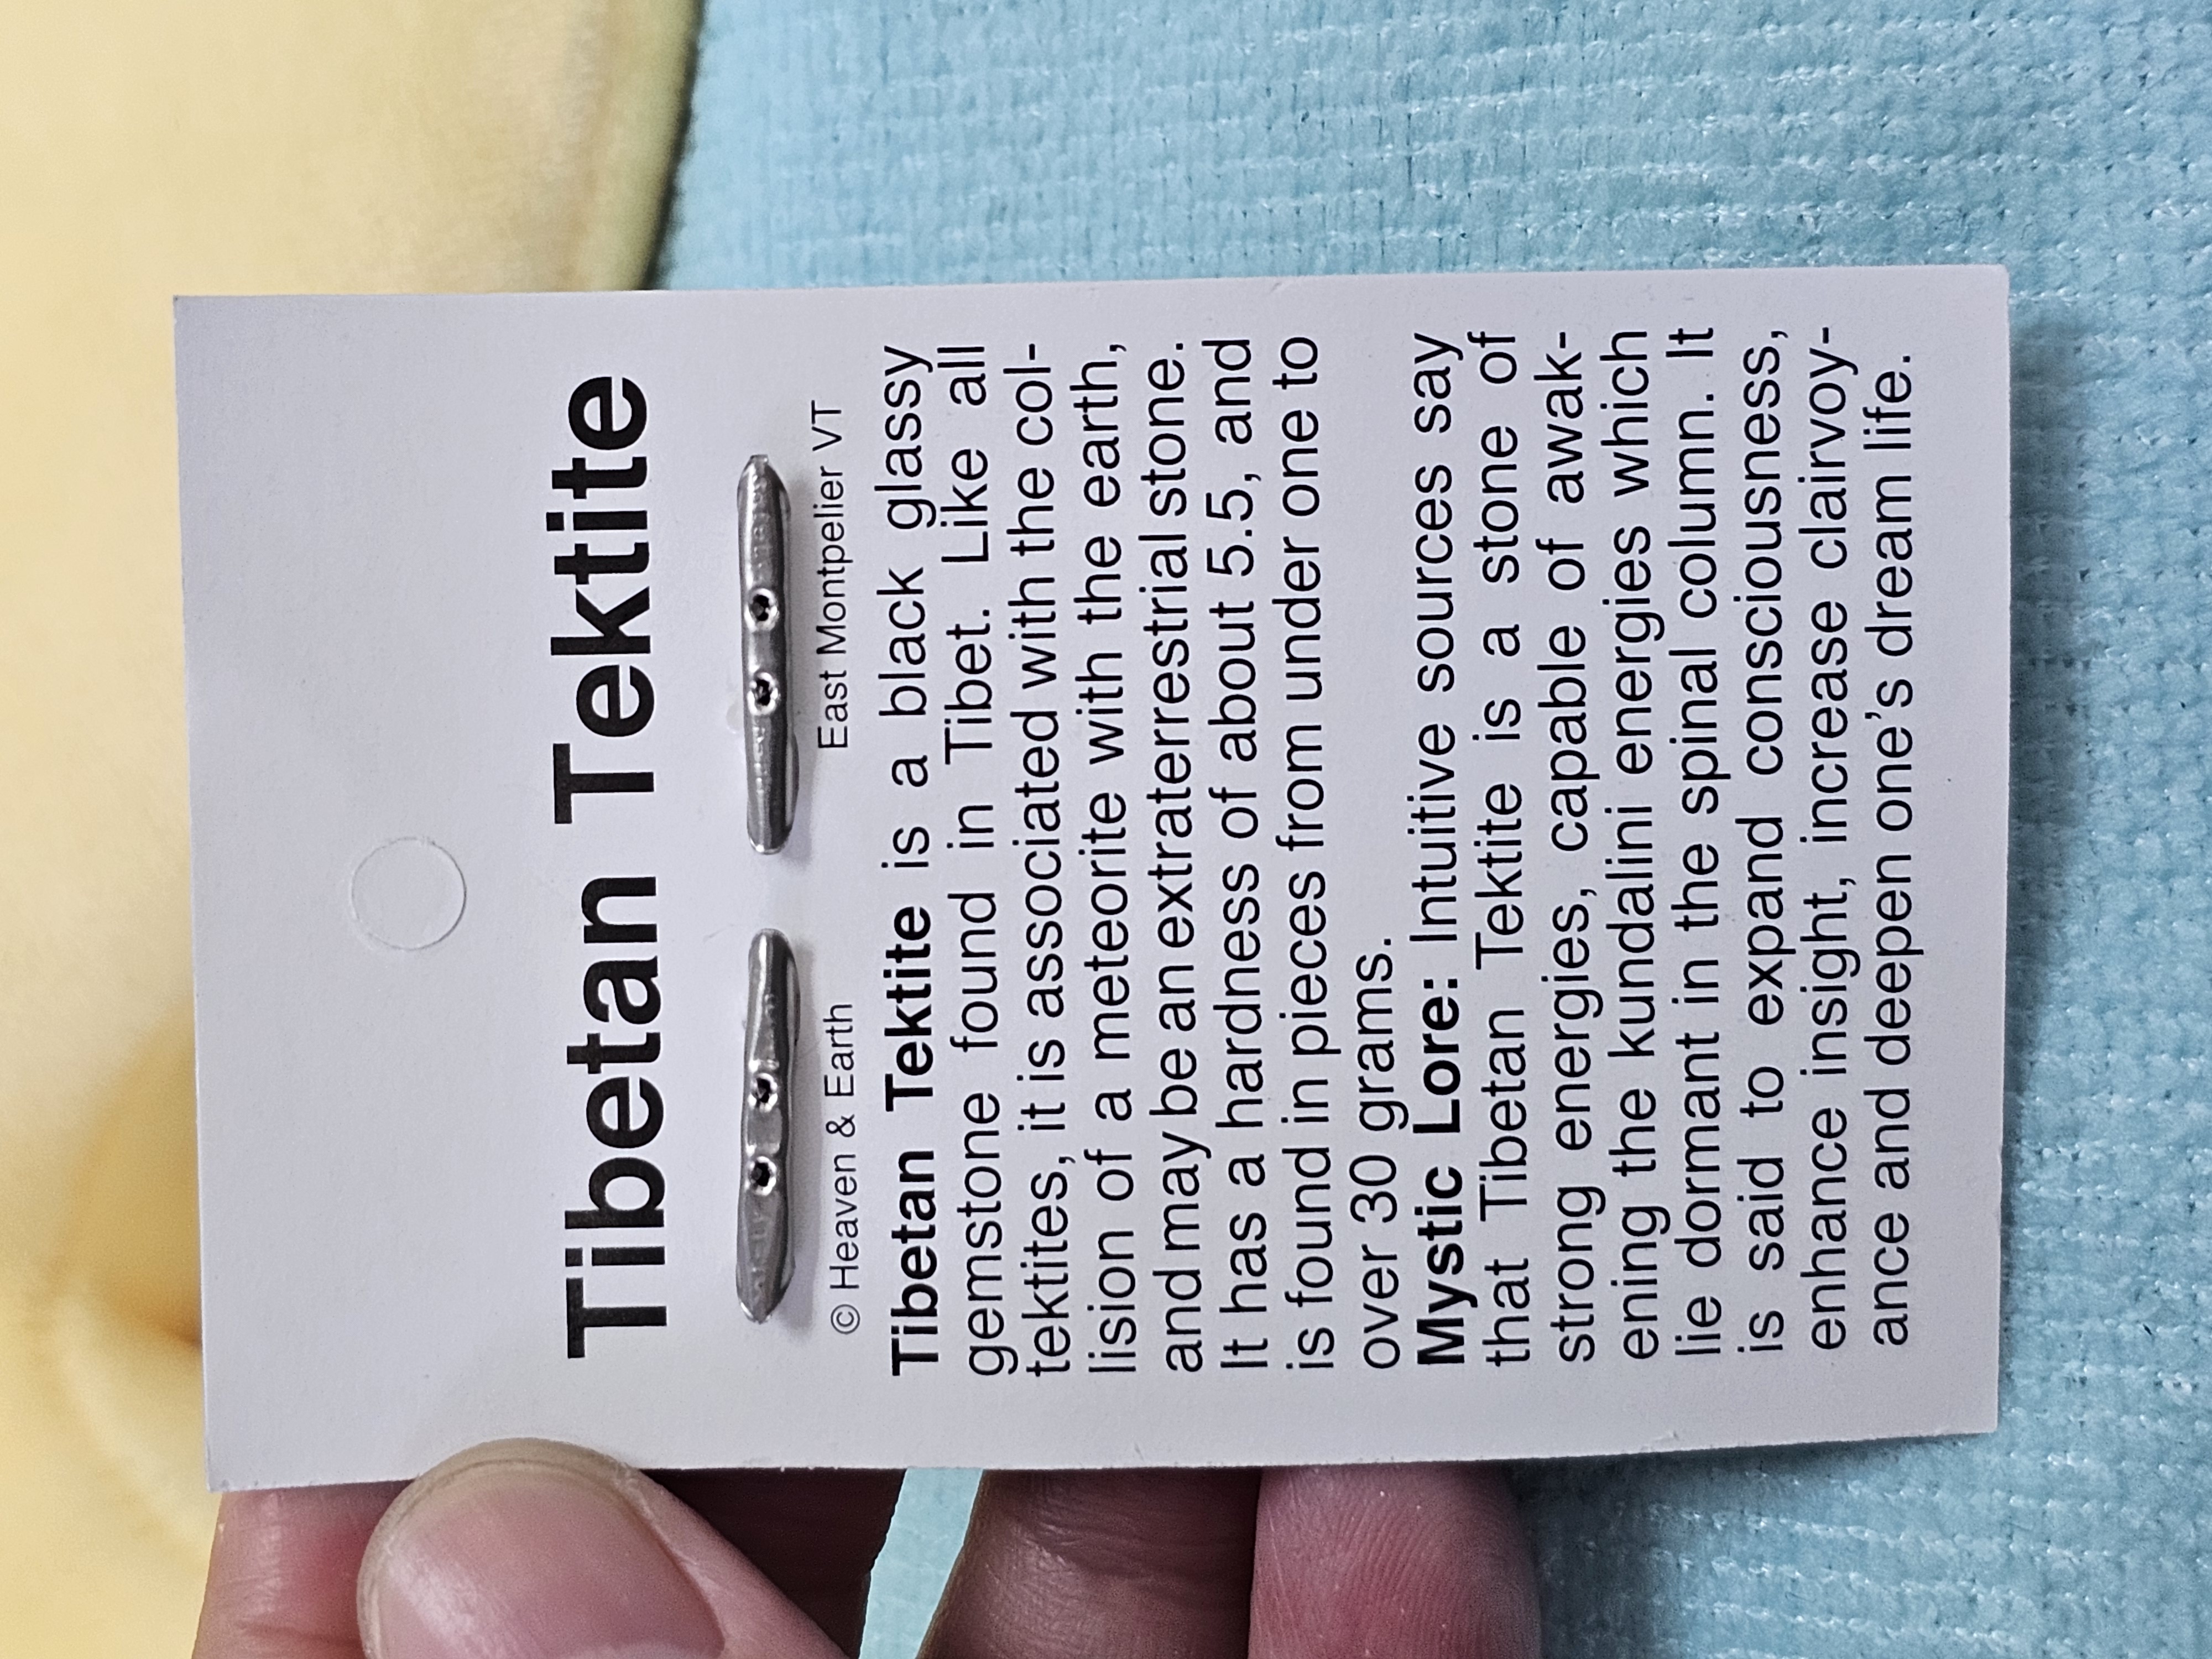 Tibetan Tektite
© Heaven & Earth East Montpelier VT
Tibetan Tektite is a black glassy
gemstone found in Tibet. Like all
tektites, it is associated with the col-
lision of a meteorite with the earth,
and may be an extraterrestrial stone.
It has a hardness of about 5.5, and
is found in pieces from under one to
over 30 grams.
Mystic Lore: Intuitive sources say
that Tibetan Tektite is a stone of
strong energies, capable of awak-
ening the kundalini energies which
lie dormant in the spinal column. It
is said to expand consciousness,
enhance insight, increase clairvoy-
ance and deepen one's dream life.